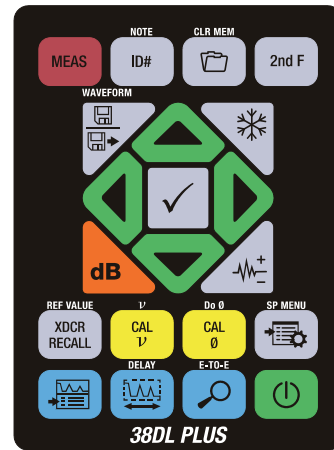 NOTE CLR MEM
MEAS ID# 2nd F
WAVEFORM
dB
REF VALUE ν Do Ø
XDCR RECALL CAL ν CAL Ø SP MENU
DELAY E-TO-E
38DL PLUS